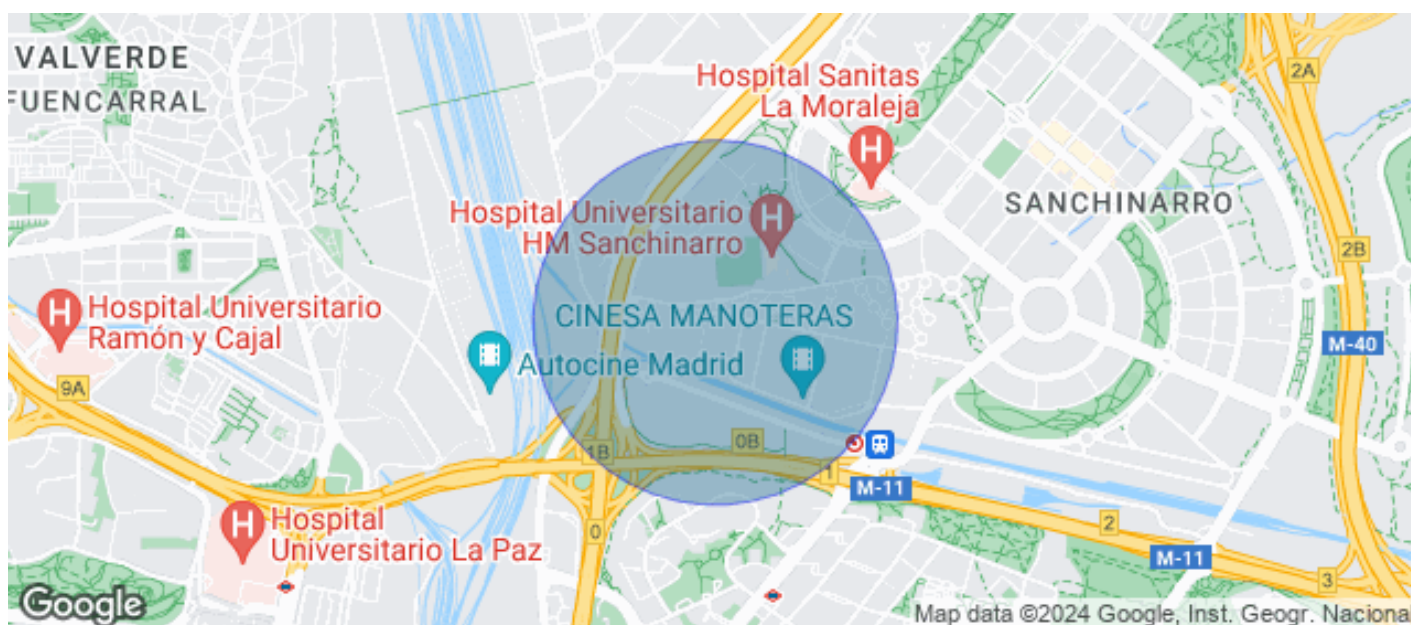 VALVERDE
FUENCARRAL
Hospital Sanitas
La Moraleja
H
2A
SANCHINARRO
Hospital Universitario
HM Sanchinarro
H
2B
H
Hospital Universitario
Ramón y Cajal
CINESA MANOTERAS
Autocine Madrid
M-40
9A
1B
0B
1
M-11
H
Hospital
Universitario La Paz
0
2
M-11
3
Google
Map data ©2024 Google, Inst. Geogr. Nacional